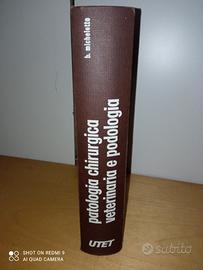 b. micheletto
patologia chirurgica
veterinaria e podologia
UTET
SHOT ON REDMI 9
AI QUAD CAMERA
subito